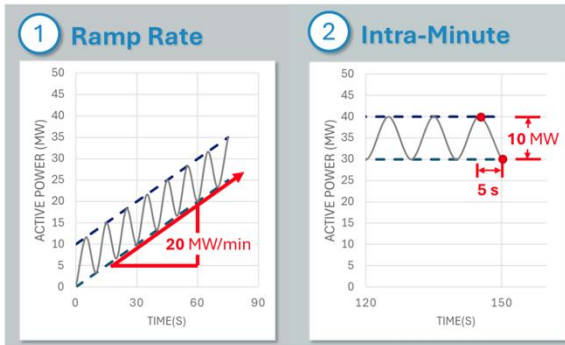 1 Ramp Rate
ACTIVE POWER (MW)
50
45
40
35
30
25
20
15
10
5
0
20 MW/min
0 30 60 90
TIME(S)
2 Intra-Minute
ACTIVE POWER (MW)
50
45
40
35
30
25
20
15
10
5
0
10 MW
5 s
120 150
TIME(S)